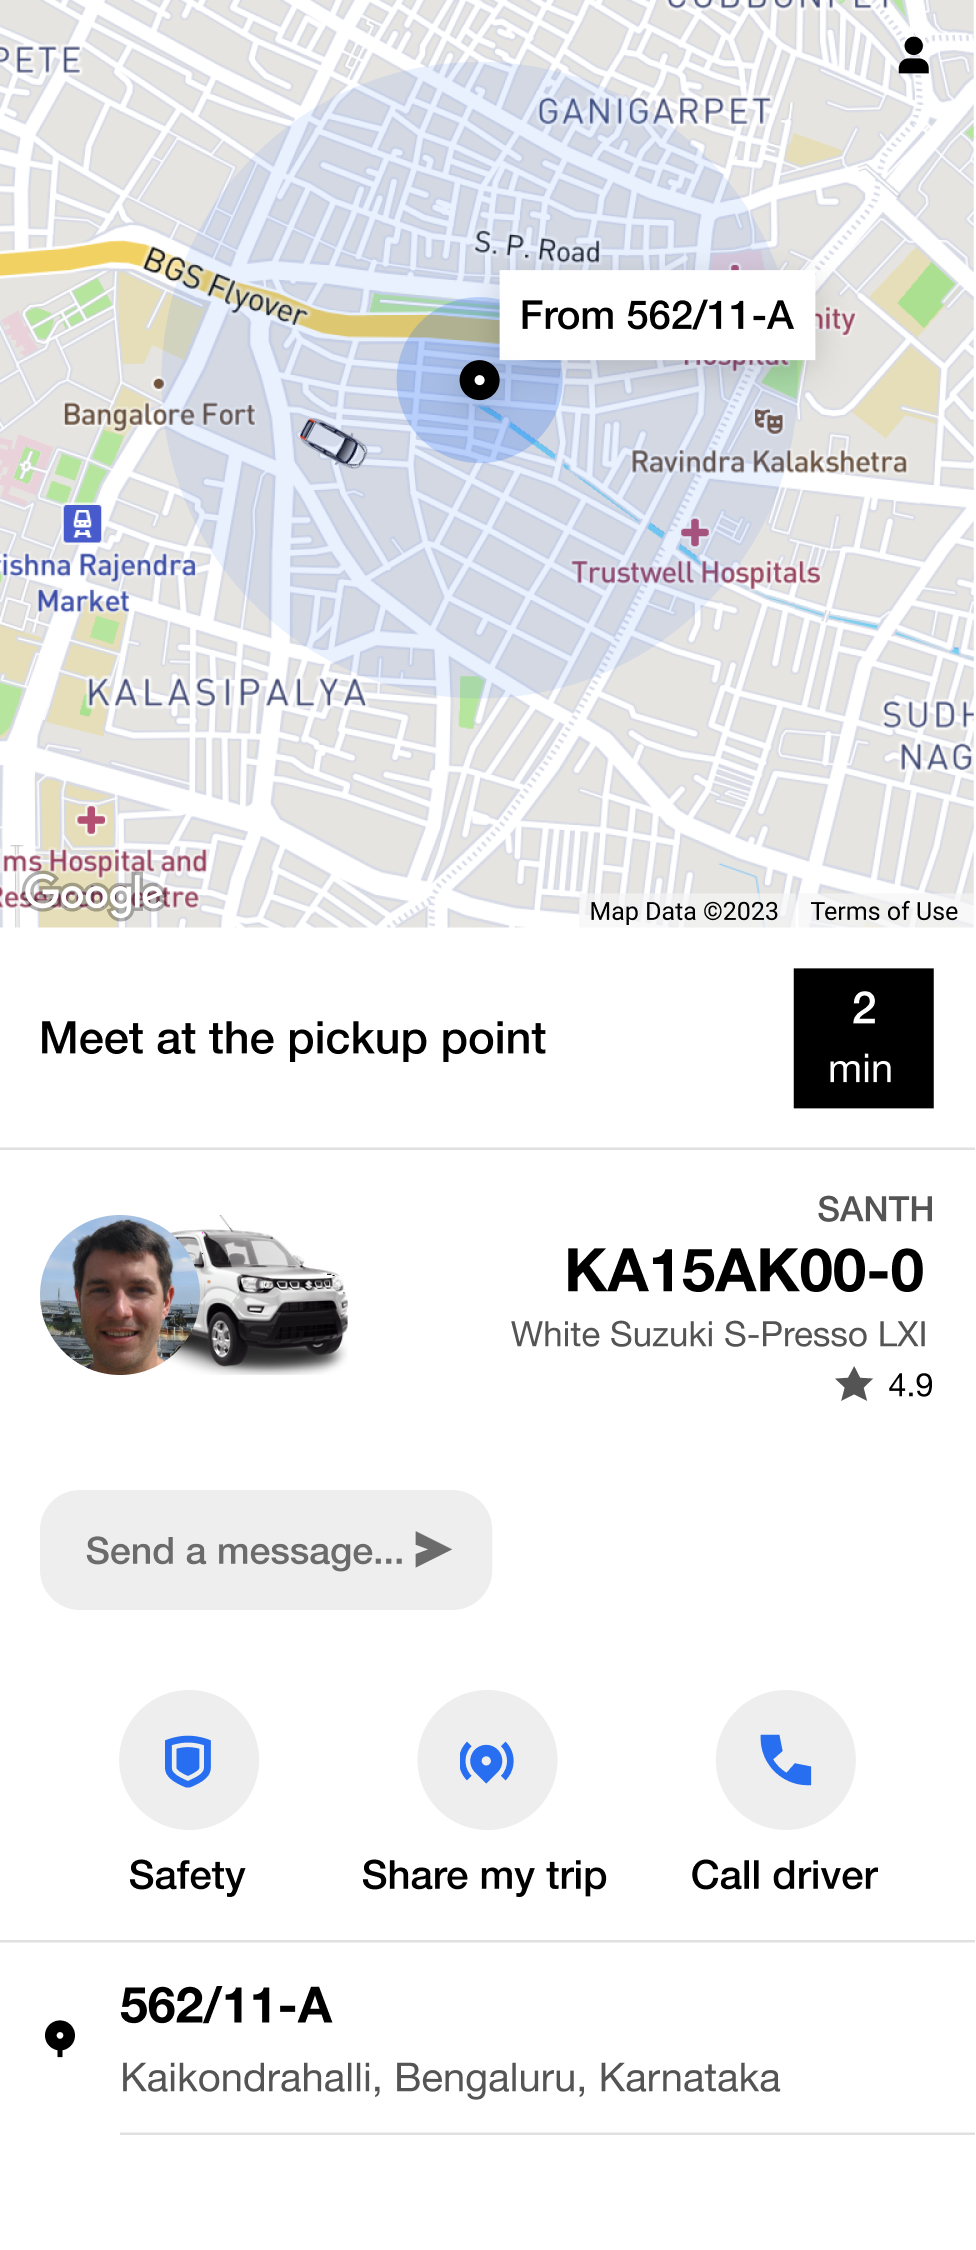 PETE
GANIGARPET
S. P. Road
BGS Flyover
From 562/11-A
Hospital
Bangalore Fort
Ravindra Kalakshetra
Trustwell Hospitals
ishna Rajendra
Market
KALASIPALYA
SUDH
NAG
ms Hospital and
Google
Map Data ©2023
Terms of Use
Meet at the pickup point
2
min
SANTH
KA15AK00-0
White Suzuki S-Presso LXI
4.9
Send a message...
Safety
Share my trip
Call driver
562/11-A
Kaikondrahalli, Bengaluru, Karnataka